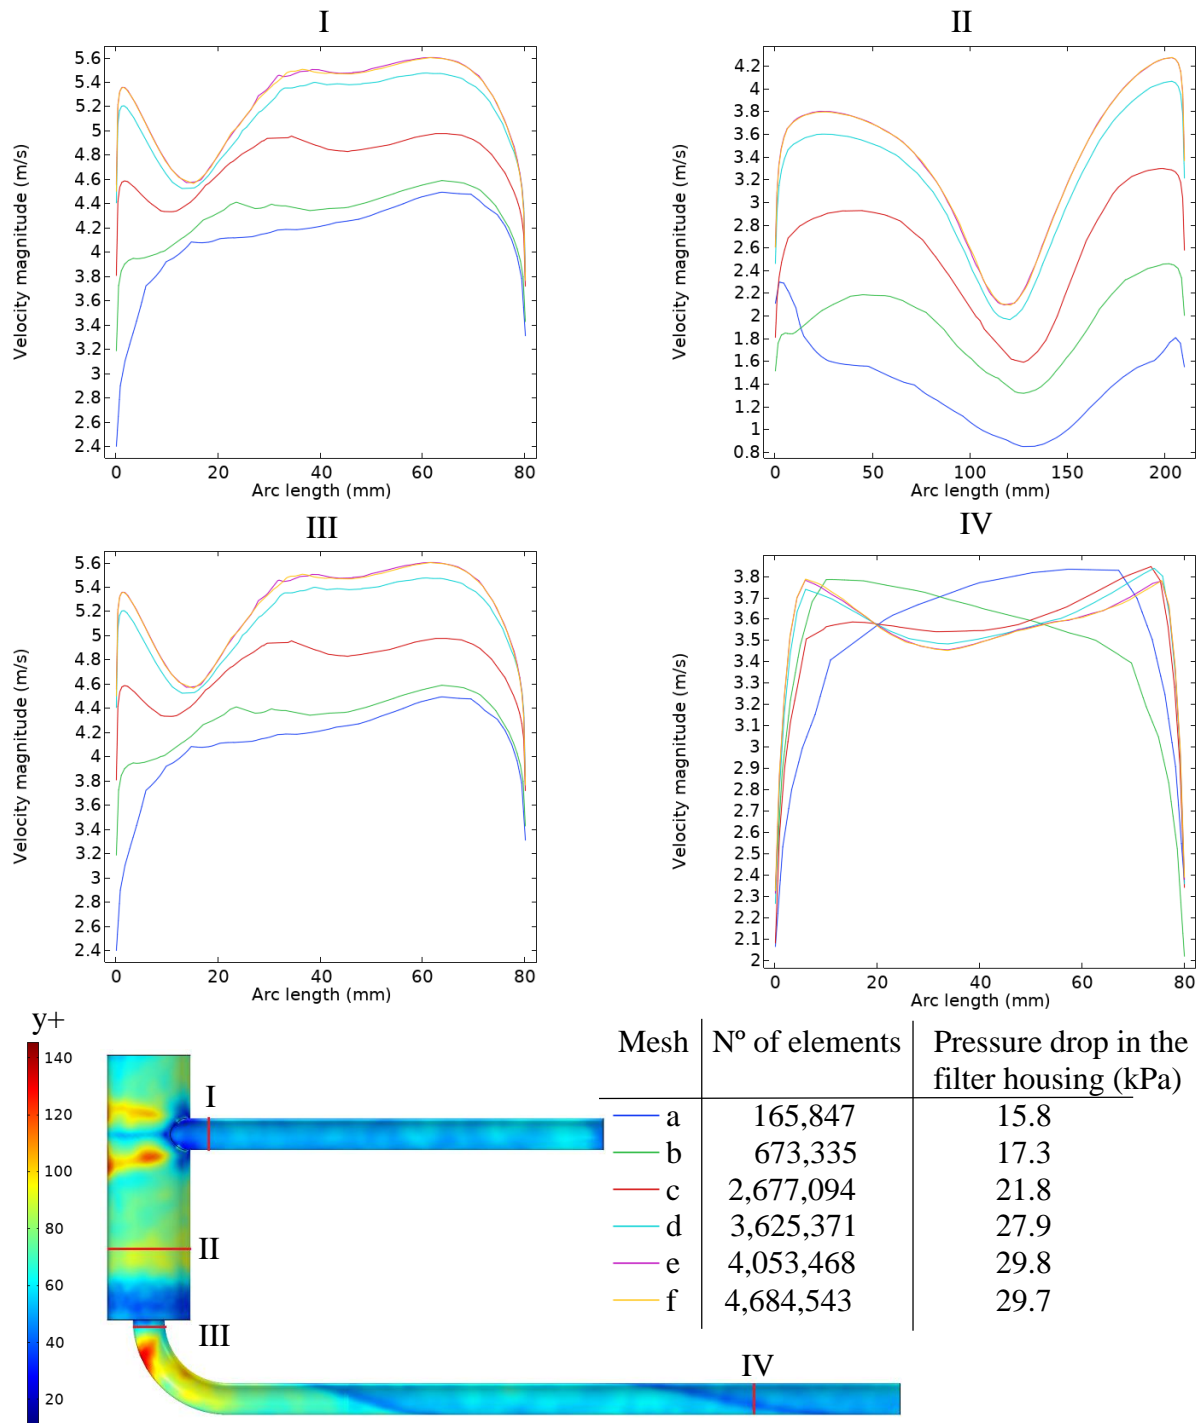 I
5.6
5.4
5.2
5
4.8
4.6
4.4
4.2
4
3.8
3.6
3.4
3.2
3
2.8
2.6
2.4
Velocity magnitude (m/s)
0 20 40 60 80
Arc length (mm)
II
4.2
4
3.8
3.6
3.4
3.2
3
2.8
2.6
2.4
2.2
2
1.8
1.6
1.4
1.2
1
0.8
Velocity magnitude (m/s)
0 50 100 150 200
Arc length (mm)
III
5.6
5.4
5.2
5
4.8
4.6
4.4
4.2
4
3.8
3.6
3.4
3.2
3
2.8
2.6
2.4
Velocity magnitude (m/s)
0 20 40 60 80
Arc length (mm)
IV
3.8
3.7
3.6
3.5
3.4
3.3
3.2
3.1
3
2.9
2.8
2.7
2.6
2.5
2.4
2.3
2.2
2.1
2
Velocity magnitude (m/s)
0 20 40 60 80
Arc length (mm)
y+
140
120
100
80
60
40
20
I
II
III
IV
Mesh Nº of elements Pressure drop in the
filter housing (kPa)
a 165,847 15.8
b 673,335 17.3
c 2,677,094 21.8
d 3,625,371 27.9
e 4,053,468 29.8
f 4,684,543 29.7